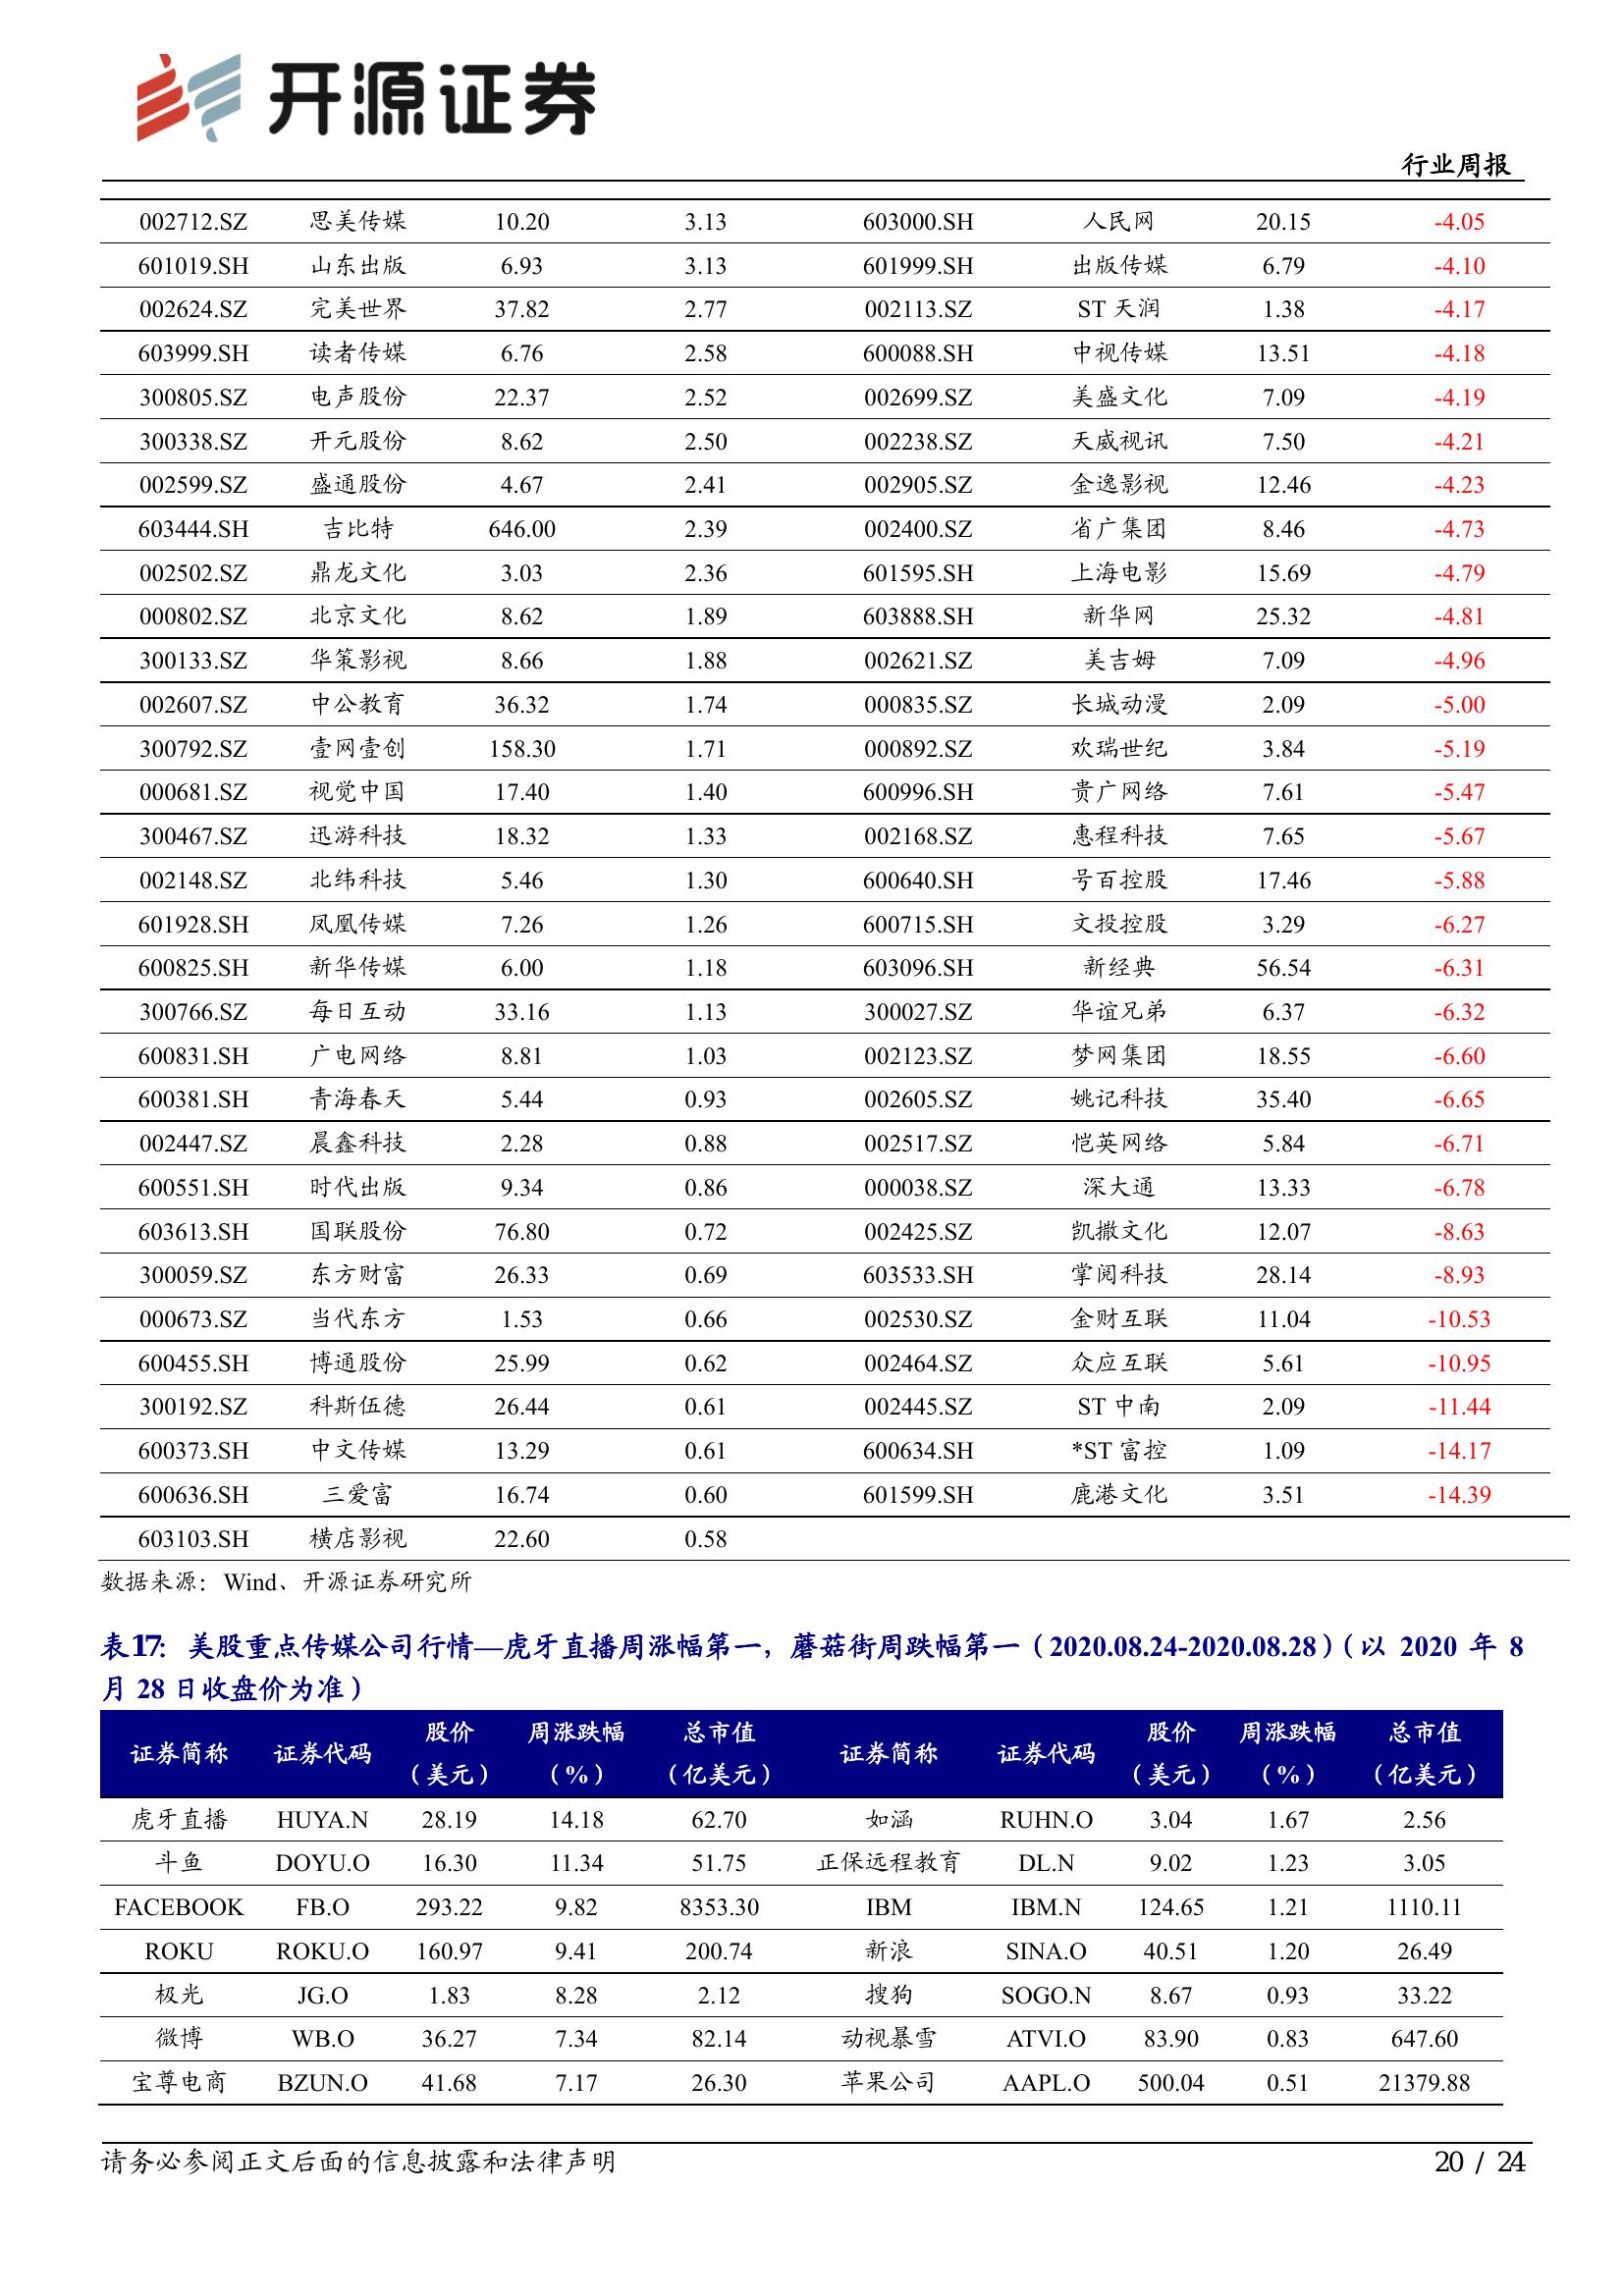 开源证券
行业周报
002712.SZ 思美传媒 10.20 3.13 603000.SH 人民网 20.15 -4.05
601019.SH 山东出版 6.93 3.13 601999.SH 出版传媒 6.79 -4.10
002624.SZ 完美世界 37.82 2.77 002113.SZ ST 天润 1.38 -4.17
603999.SH 读者传媒 6.76 2.58 600088.SH 中视传媒 13.51 -4.18
300805.SZ 电声股份 22.37 2.52 002699.SZ 美盛文化 7.09 -4.19
300338.SZ 开元股份 8.62 2.50 002238.SZ 天威视讯 7.50 -4.21
002599.SZ 盛通股份 4.67 2.41 002905.SZ 金逸影视 12.46 -4.23
603444.SH 吉比特 646.00 2.39 002400.SZ 省广集团 8.46 -4.73
002502.SZ 鼎龙文化 3.03 2.36 601595.SH 上海电影 15.69 -4.79
000802.SZ 北京文化 8.62 1.89 603888.SH 新华网 25.32 -4.81
300133.SZ 华策影视 8.66 1.88 002621.SZ 美吉姆 7.09 -4.96
002607.SZ 中公教育 36.32 1.74 000835.SZ 长城动漫 2.09 -5.00
300792.SZ 壹网壹创 158.30 1.71 000892.SZ 欢瑞世纪 3.84 -5.19
000681.SZ 视觉中国 17.40 1.40 600996.SH 贵广网络 7.61 -5.47
300467.SZ 迅游科技 18.32 1.33 002168.SZ 惠程科技 7.65 -5.67
002148.SZ 北纬科技 5.46 1.30 600640.SH 号百控股 17.46 -5.88
601928.SH 凤凰传媒 7.26 1.26 600715.SH 文投控股 3.29 -6.27
600825.SH 新华传媒 6.00 1.18 603096.SH 新经典 56.54 -6.31
300766.SZ 每日互动 33.16 1.13 300027.SZ 华谊兄弟 6.37 -6.32
600831.SH 广电网络 8.81 1.03 002123.SZ 梦网集团 18.55 -6.60
600381.SH 青海春天 5.44 0.93 002605.SZ 姚记科技 35.40 -6.65
002447.SZ 晨鑫科技 2.28 0.88 002517.SZ 恺英网络 5.84 -6.71
600551.SH 时代出版 9.34 0.86 000038.SZ 深大通 13.33 -6.78
603613.SH 国联股份 76.80 0.72 002425.SZ 凯撒文化 12.07 -8.63
300059.SZ 东方财富 26.33 0.69 603533.SH 掌阅科技 28.14 -8.93
000673.SZ 当代东方 1.53 0.66 002530.SZ 金财互联 11.04 -10.53
600455.SH 博通股份 25.99 0.62 002464.SZ 众应互联 5.61 -10.95
300192.SZ 科斯伍德 26.44 0.61 002445.SZ ST 中南 2.09 -11.44
600373.SH 中文传媒 13.29 0.61 600634.SH *ST 富控 1.09 -14.17
600636.SH 三爱富 16.74 0.60 601599.SH 鹿港文化 3.51 -14.39
603103.SH 横店影视 22.60 0.58
数据来源：Wind、开源证券研究所
表17：美股重点传媒公司行情—虎牙直播周涨幅第一，蘑菇街周跌幅第一（2020.08.24-2020.08.28）（以 2020 年 8
月 28 日收盘价为准）
证券简称 证券代码 股价（美元） 周涨跌幅（%） 总市值（亿美元） 证券简称 证券代码 股价（美元） 周涨跌幅（%） 总市值（亿美元）
虎牙直播 HUYA.N 28.19 14.18 62.70 如涵 RUHN.O 3.04 1.67 2.56
斗鱼 DOYU.O 16.30 11.34 51.75 正保远程教育 DL.N 9.02 1.23 3.05
FACEBOOK FB.O 293.22 9.82 8353.30 IBM IBM.N 124.65 1.21 1110.11
ROKU ROKU.O 160.97 9.41 200.74 新浪 SINA.O 40.51 1.20 26.49
极光 JG.O 1.83 8.28 2.12 搜狗 SOGO.N 8.67 0.93 33.22
微博 WB.O 36.27 7.34 82.14 动视暴雪 ATVI.O 83.90 0.83 647.60
宝尊电商 BZUN.O 41.68 7.17 26.30 苹果公司 AAPL.O 500.04 0.51 21379.88
请务必参阅正文后面的信息披露和法律声明
20 / 24